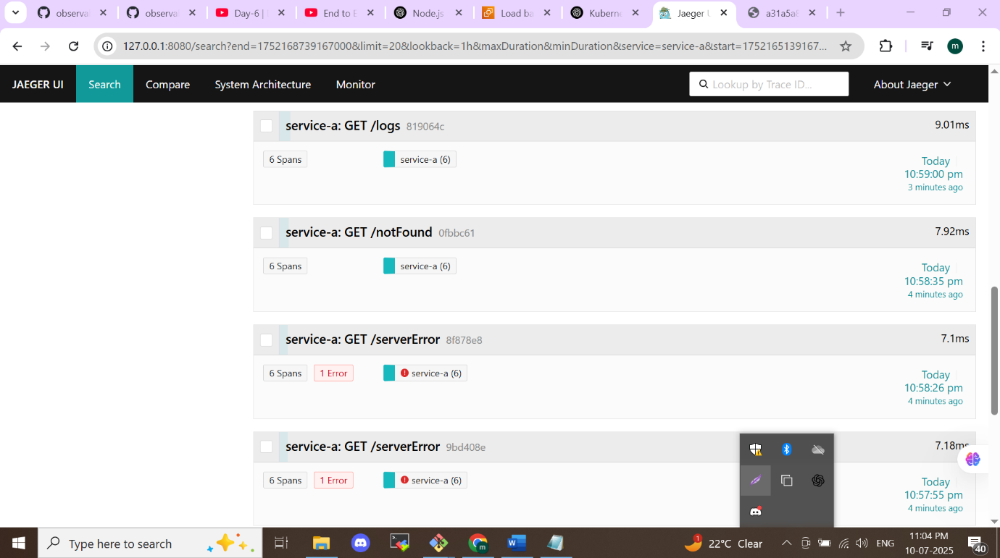 observa
observa
Day-6 |
End to E
Node.js
Load ba
Kuberne
Jaeger U
a31a5a
127.0.0.1:8080/search?end=1752168739167000&limit=20&lookback=1h&maxDuration&minDuration&service=service-a&start=1752165139167...
m
JAEGER UI
Search
Compare
System Architecture
Monitor
Lookup by Trace ID...
About Jaeger
service-a: GET /logs 819064c
9.01ms
6 Spans
service-a (6)
Today
10:59:00 pm
3 minutes ago
service-a: GET /notFound 0fbbc61
7.92ms
6 Spans
service-a (6)
Today
10:58:35 pm
4 minutes ago
service-a: GET /serverError 8f878e8
7.1ms
6 Spans
1 Error
service-a (6)
Today
10:58:26 pm
4 minutes ago
service-a: GET /serverError 9bd408e
7.18ms
6 Spans
1 Error
service-a (6)
Today
10:57:55 pm
4 minutes ago
Type here to search
1
22°C Clear
ENG
11:04 PM
10-07-2025
40